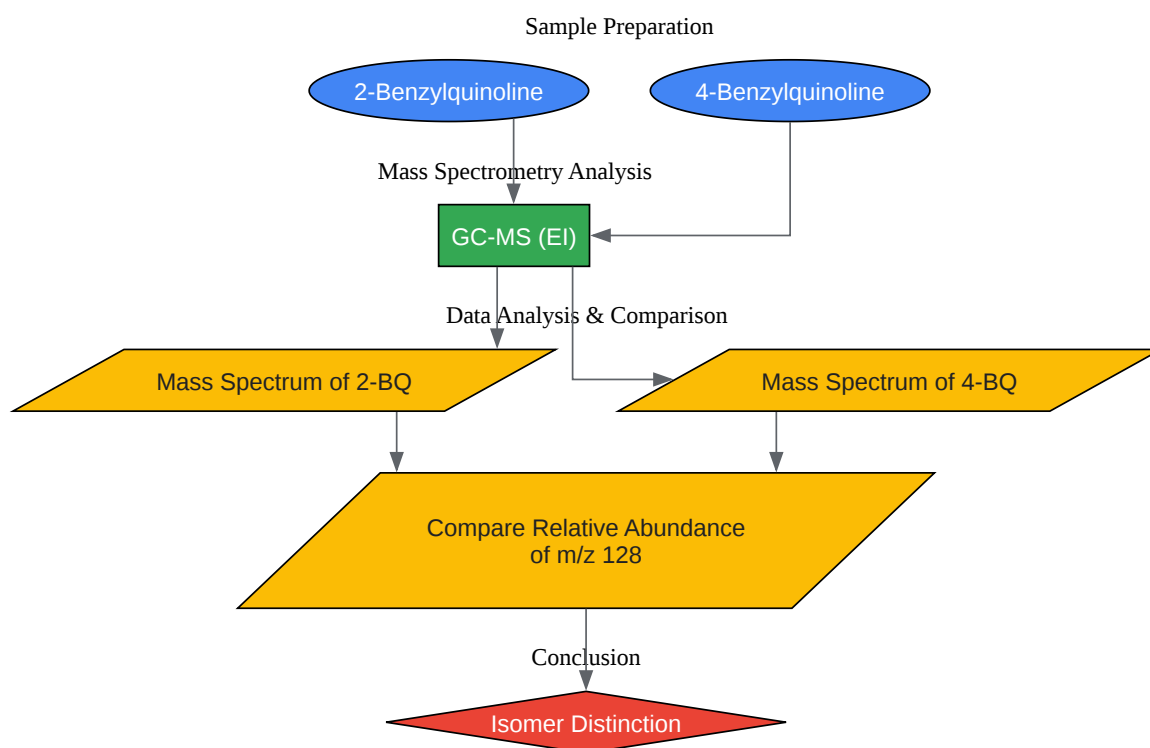 Sample Preparation
2-Benzylquinoline
4-Benzylquinoline
Mass Spectrometry Analysis
GC-MS (EI)
Data Analysis & Comparison
Mass Spectrum of 2-BQ
Mass Spectrum of 4-BQ
Compare Relative Abundance
of m/z 128
Conclusion
Isomer Distinction